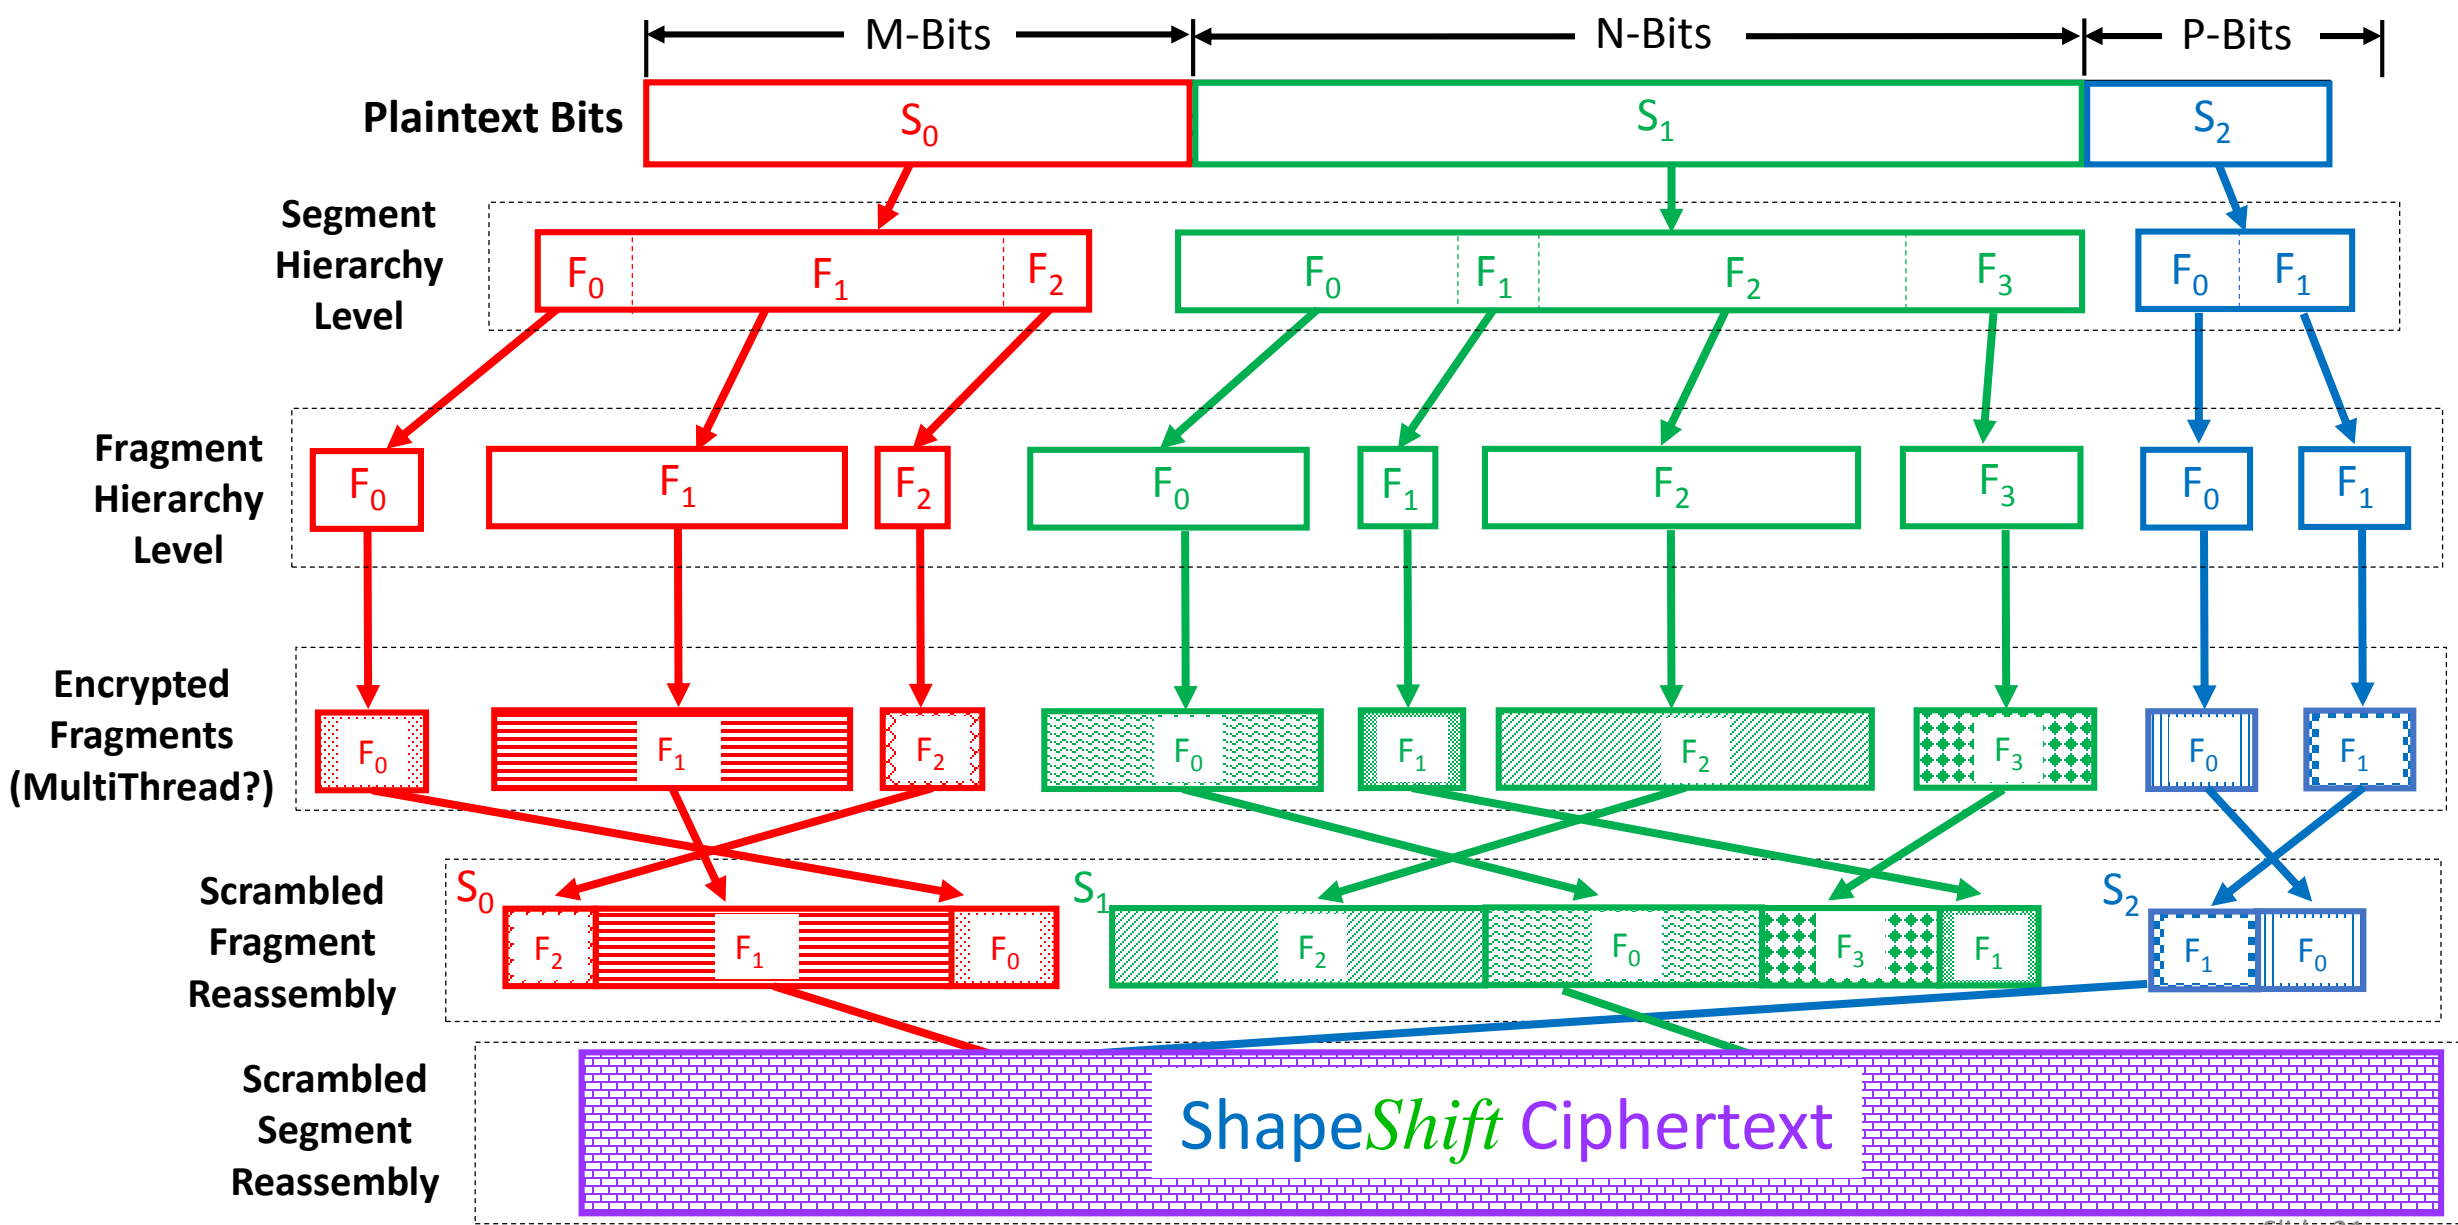 M-Bits N-Bits P-Bits
Plaintext Bits S0 S1 S2
Segment
Hierarchy
Level
F0 F1 F2 F0 F1 F2 F3 F0 F1
Fragment
Hierarchy
Level
F0 F1 F2 F0 F1 F2 F3 F0 F1
Encrypted
Fragments
(MultiThread?)
F0 F1 F2 F0 F1 F2 F3 F0 F1
Scrambled
Fragment
Reassembly
S0 S1 S2
F2 F1 F0 F2 F0 F3 F1 F1 F0
Scrambled
Segment
Reassembly
ShapeShift Ciphertext